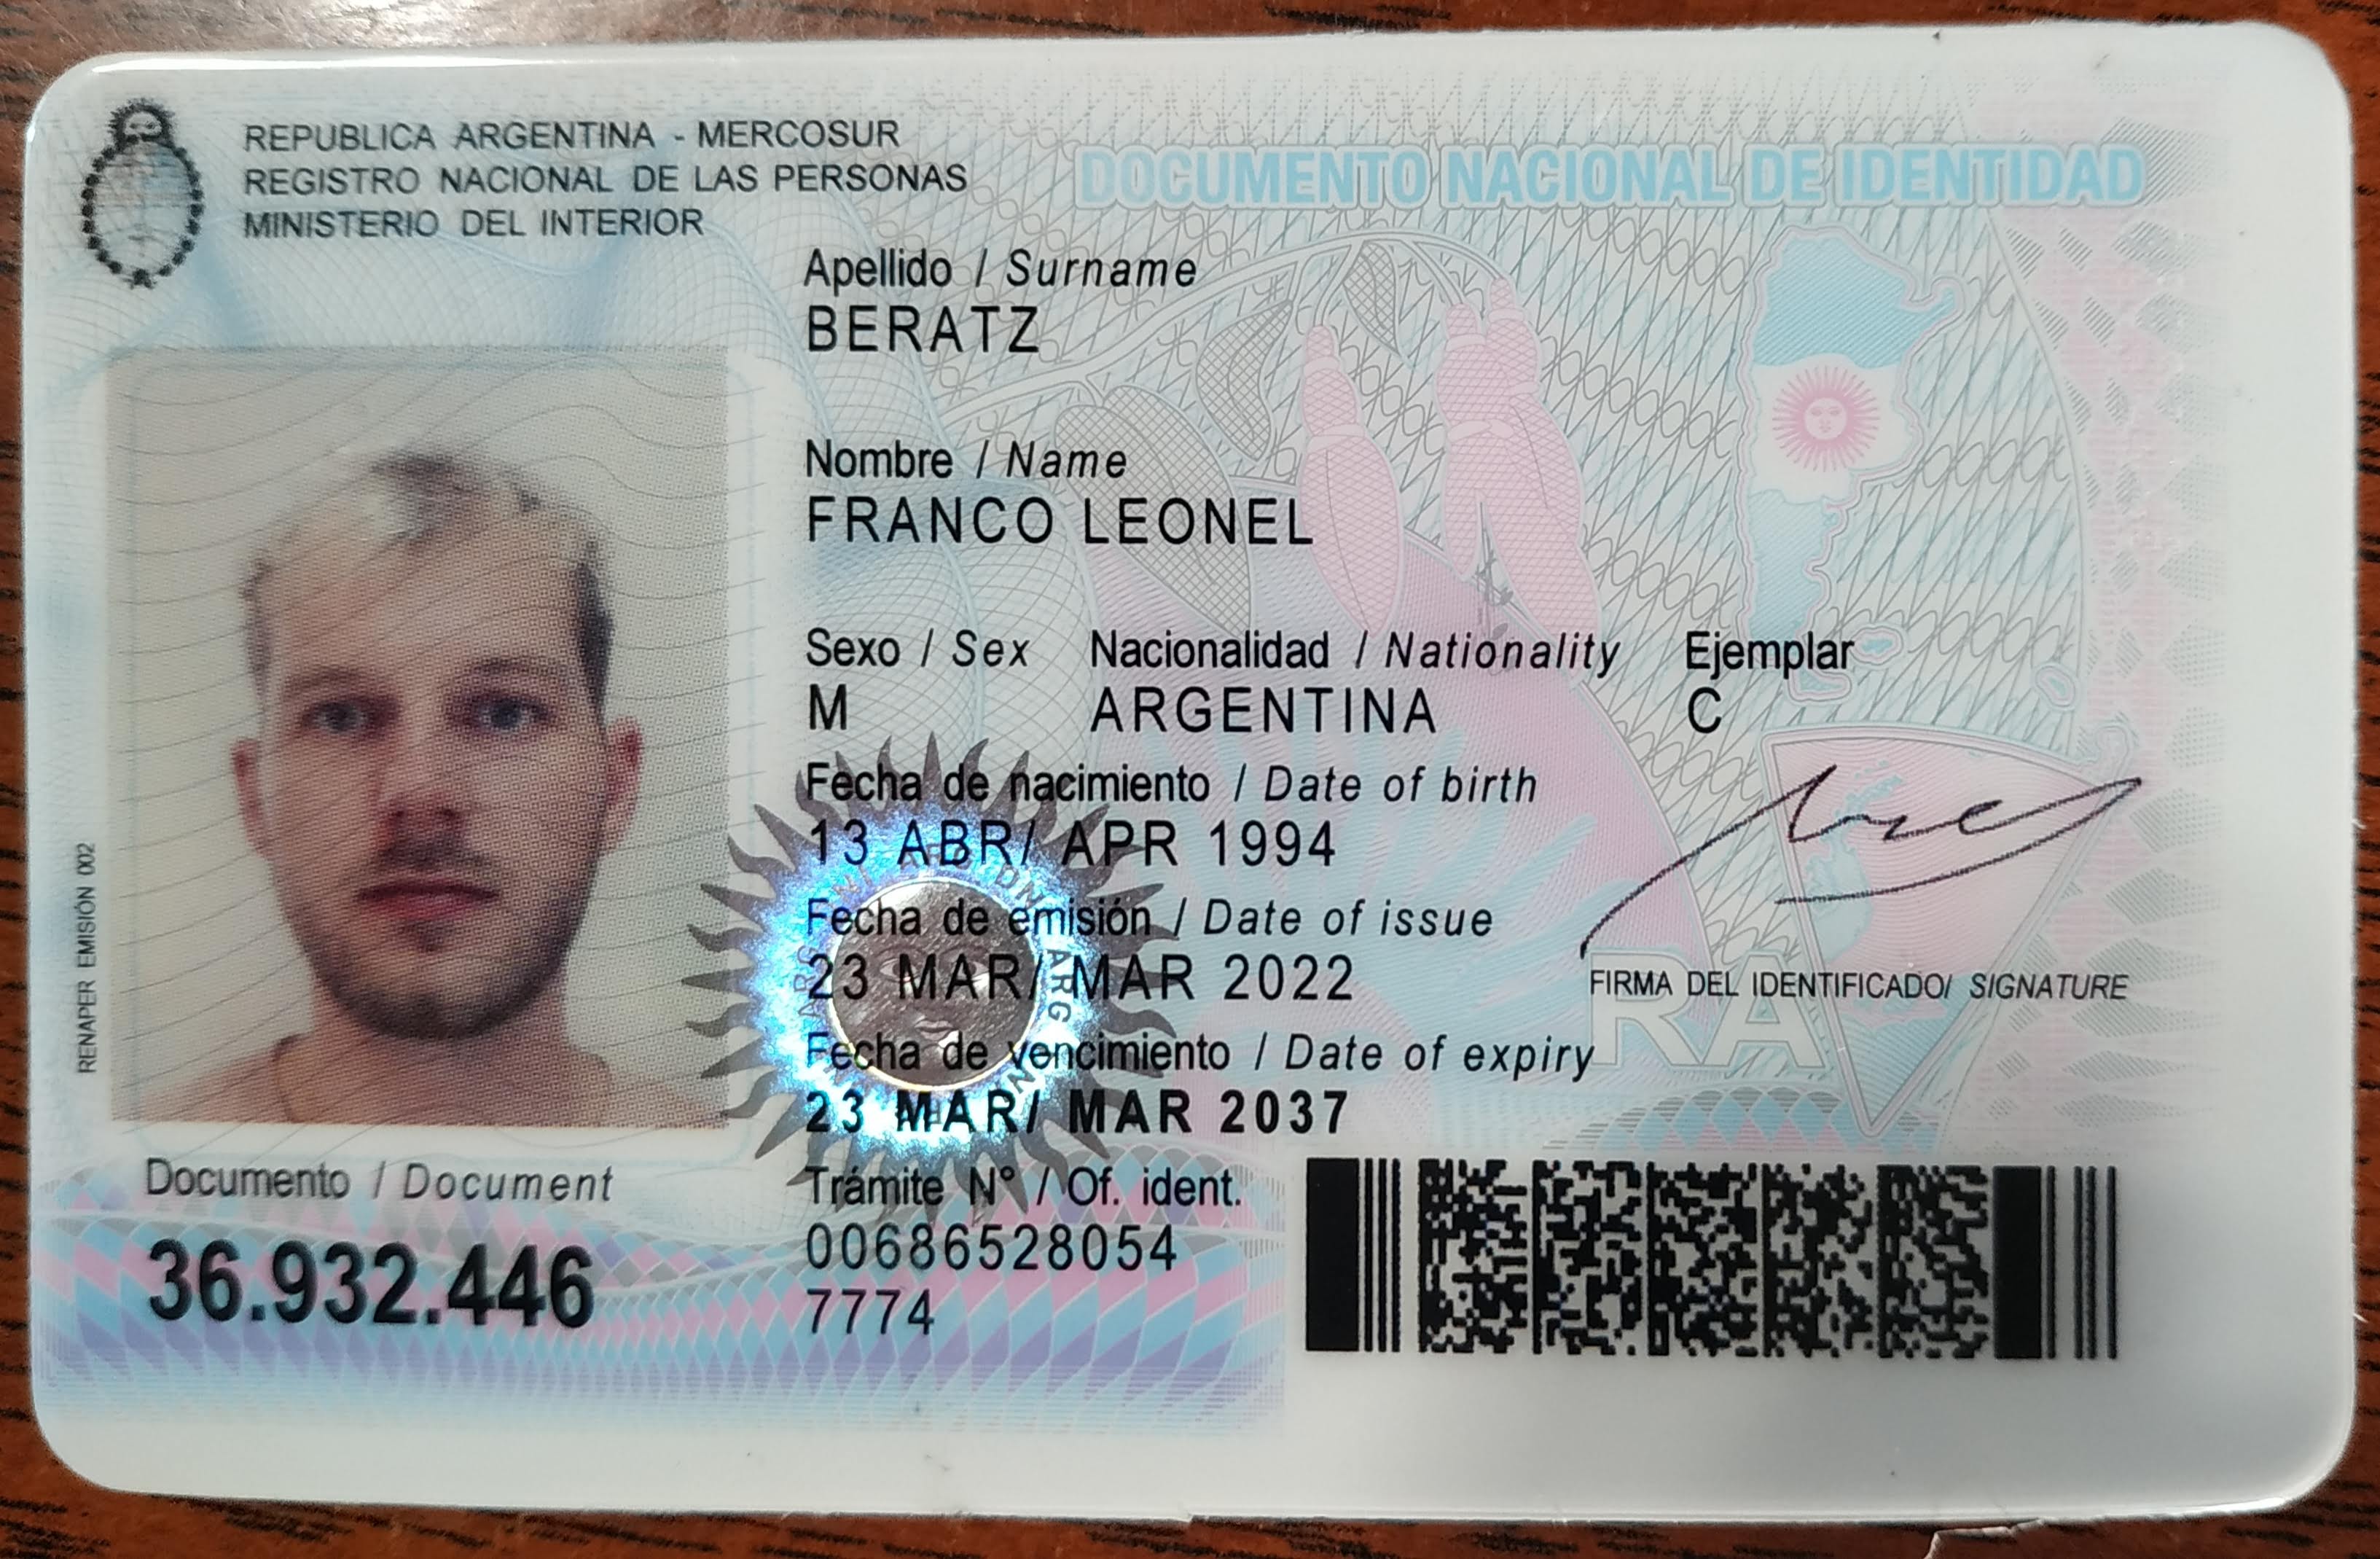 REPUBLICA ARGENTINA - MERCOSUR
REGISTRO NACIONAL DE LAS PERSONAS
MINISTERIO DEL INTERIOR
DOCUMENTO NACIONAL DE IDENTIDAD
Apellido / Surname
BERATZ
Nombre / Name
FRANCO LEONEL
Sexo / Sex Nacionalidad / Nationality Ejemplar
M ARGENTINA C
Fecha de nacimiento / Date of birth
13 ABR/ APR 1994
Fecha de emisión / Date of issue
23 MAR/ MAR 2022
FIRMA DEL IDENTIFICADO/ SIGNATURE
RA
Fecha de vencimiento / Date of expiry
23 MAR/ MAR 2037
RENAPER EMISIÓN 002
Documento / Document
36.932.446
Trámite N° / Of. ident.
00686528054
7774